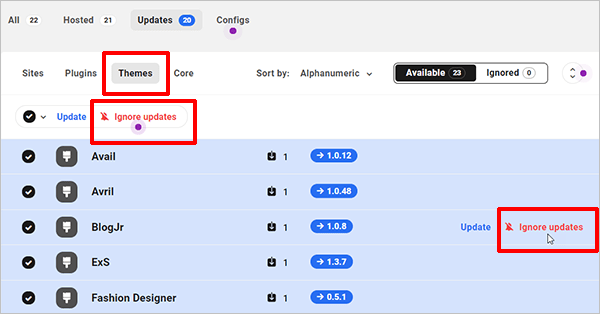 All 22 Hosted 21 Updates 20 Configs
Sites Plugins Themes Core Sort by: Alphanumeric Available 23 Ignored 0
Update Ignore updates
Avail 1 → 1.0.12
Avril 1 → 1.0.48
BlogJr 1 → 1.0.8 Update Ignore updates
ExS 1 → 1.3.7
Fashion Designer 1 → 0.5.1